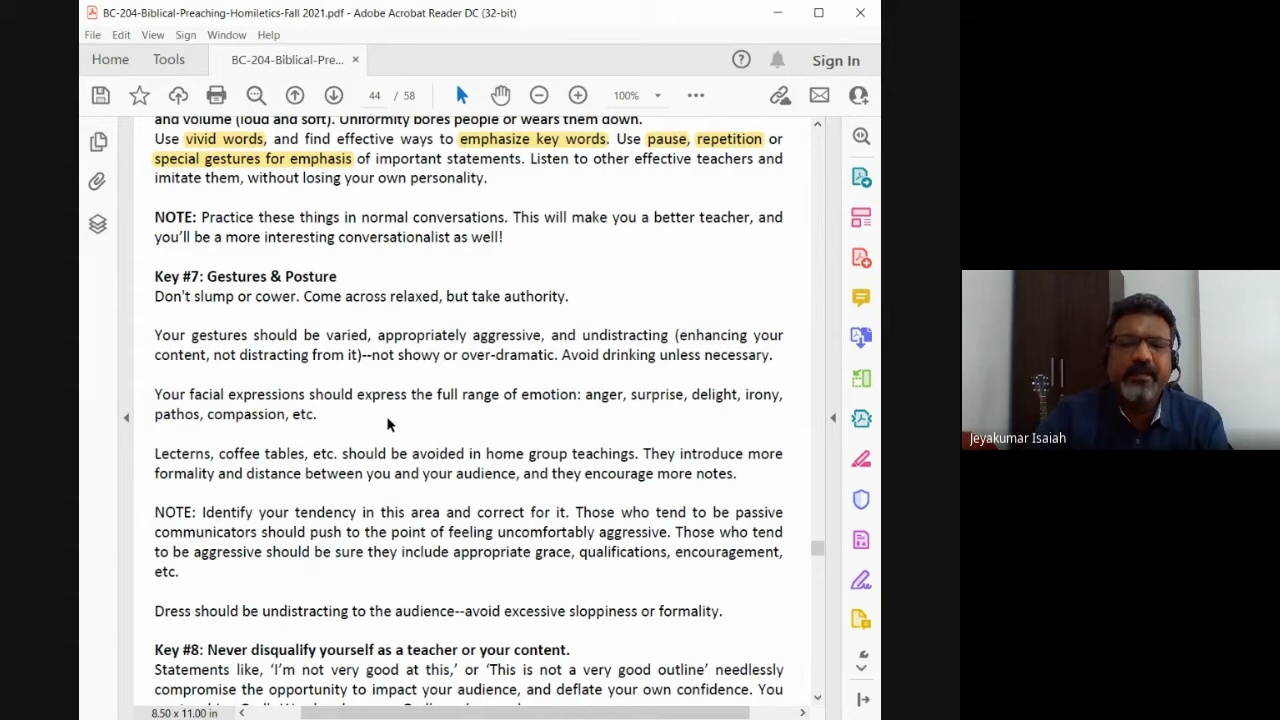 BC-204-Biblical-Preaching-Homiletics-Fall 2021.pdf - Adobe Acrobat Reader DC (32-bit)
File Edit View Sign Window Help
Home Tools BC-204-Biblical-Pre... × ? Sign In
44 / 58 100%
and volume (loud and soft). Uniformity bores people or wears them down.
Use vivid words, and find effective ways to emphasize key words. Use pause, repetition or
special gestures for emphasis of important statements. Listen to other effective teachers and
imitate them, without losing your own personality.
NOTE: Practice these things in normal conversations. This will make you a better teacher, and
you'll be a more interesting conversationalist as well!
Key #7: Gestures & Posture
Don't slump or cower. Come across relaxed, but take authority.
Your gestures should be varied, appropriately aggressive, and undistracting (enhancing your
content, not distracting from it)--not showy or over-dramatic. Avoid drinking unless necessary.
Your facial expressions should express the full range of emotion: anger, surprise, delight, irony,
pathos, compassion, etc.
Jeyakumar Isaiah
Lecterns, coffee tables, etc. should be avoided in home group teachings. They introduce more
formality and distance between you and your audience, and they encourage more notes.
NOTE: Identify your tendency in this area and correct for it. Those who tend to be passive
communicators should push to the point of feeling uncomfortably aggressive. Those who tend
to be aggressive should be sure they include appropriate grace, qualifications, encouragement,
etc.
Dress should be undistracting to the audience--avoid excessive sloppiness or formality.
Key #8: Never disqualify yourself as a teacher or your content.
Statements like, 'I'm not very good at this,' or 'This is not a very good outline' needlessly
compromise the opportunity to impact your audience, and deflate your own confidence. You
8.50 x 11.00 in